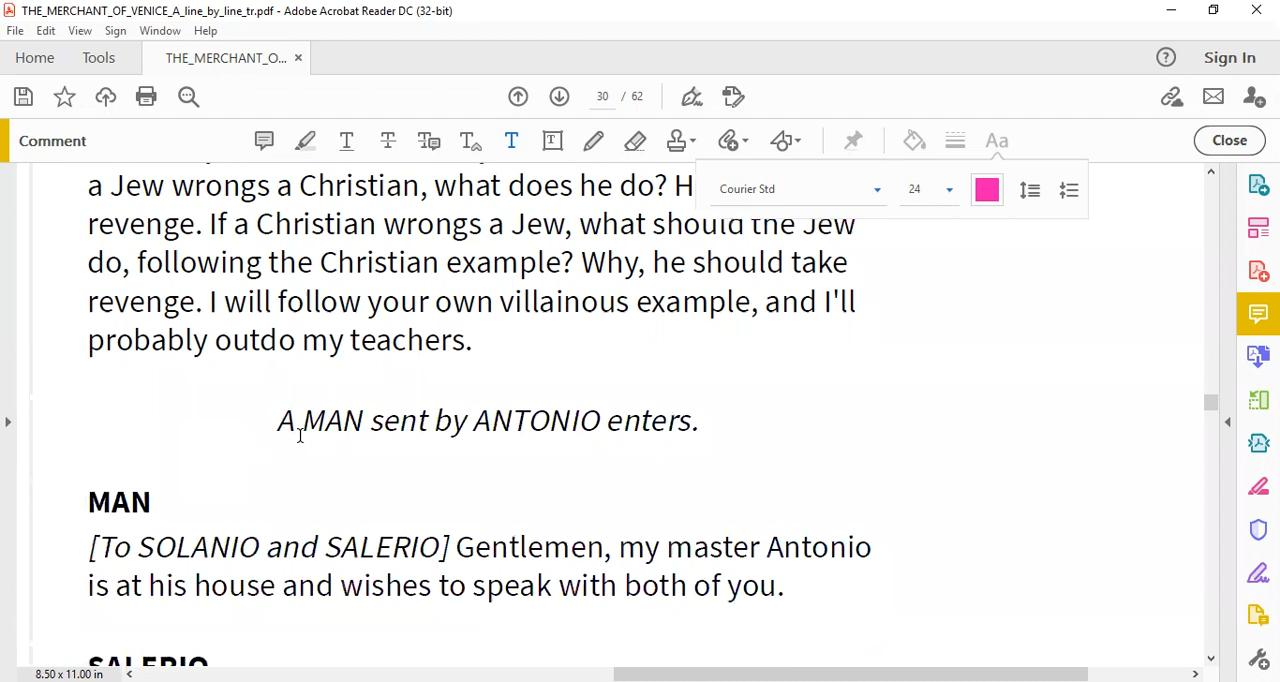 THE_MERCHANT_OF_VENICE_A_line_by_line_tr.pdf - Adobe Acrobat Reader DC (32-bit)
File Edit View Sign Window Help
Home Tools THE_MERCHANT_O... × ? Sign In
30 / 62
Comment Close
Courier Std 24
a Jew wrongs a Christian, what does he do? H
revenge. If a Christian wrongs a Jew, what should the Jew
do, following the Christian example? Why, he should take
revenge. I will follow your own villainous example, and I'll
probably outdo my teachers.
A MAN sent by ANTONIO enters.
MAN
[To SOLANIO and SALERIO] Gentlemen, my master Antonio
is at his house and wishes to speak with both of you.
SALERIO
8.50 x 11.00 in